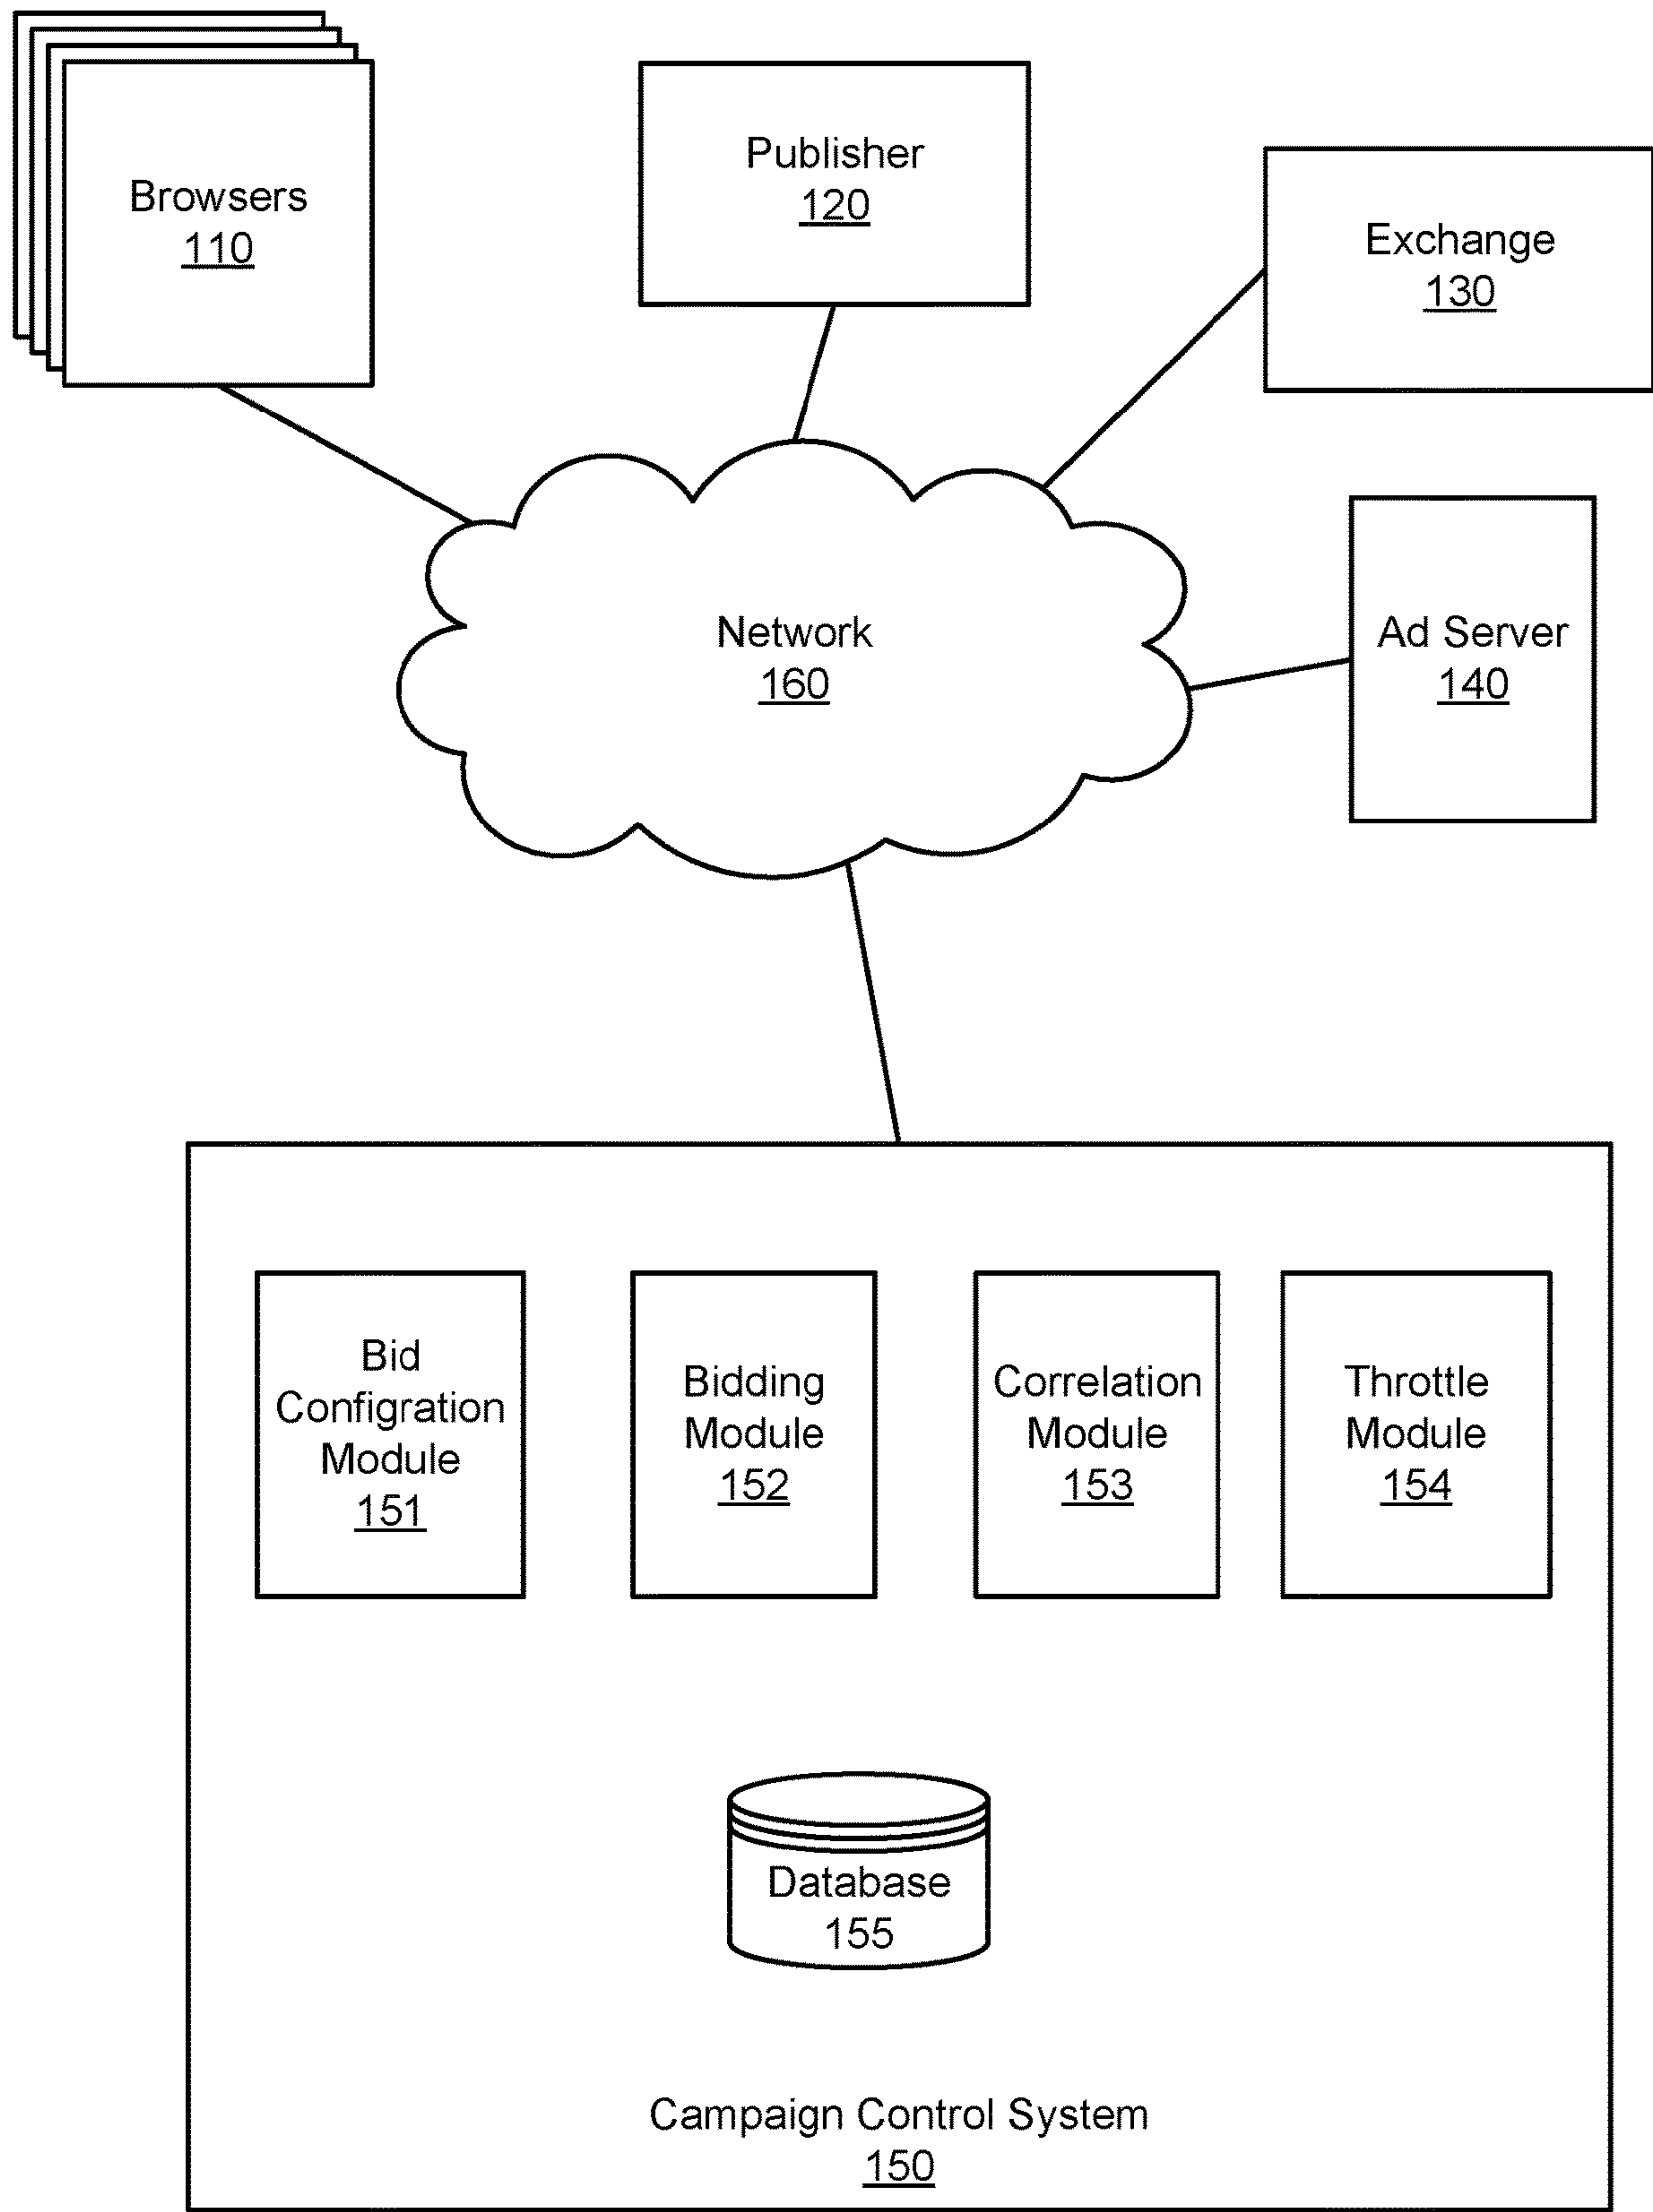 Browsers
110
Publisher
120
Exchange
130
Network
160
Ad Server
140
Bid
Configration
Module
151
Bidding
Module
152
Correlation
Module
153
Throttle
Module
154
Database
155
Campaign Control System
150